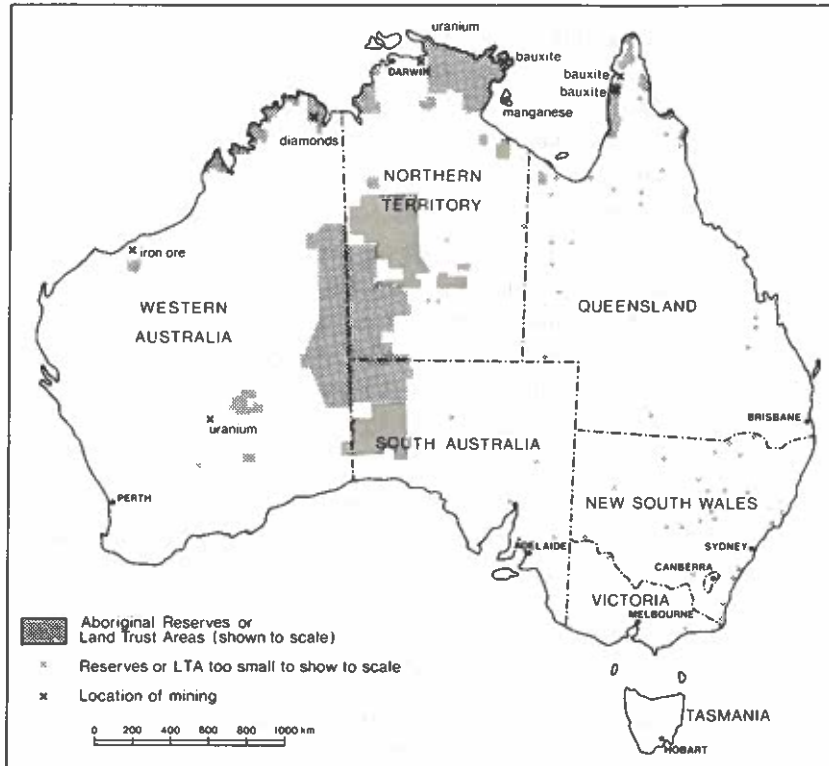 uranium
bauxite
DARWIN
bauxite
bauxite
manganese
diamonds
NORTHERN
TERRITORY
iron ore
WESTERN
AUSTRALIA
QUEENSLAND
uranium
BRISBANE
SOUTH AUSTRALIA
NEW SOUTH WALES
PERTH
ADELAIDE
SYDNEY
CANBERRA
VICTORIA
MELBOURNE
Aboriginal Reserves or
Land Trust Areas (shown to scale)
Reserves or LTA too small to show to scale
Location of mining
TASMANIA
0 200 400 600 800 1000 km
HOBART